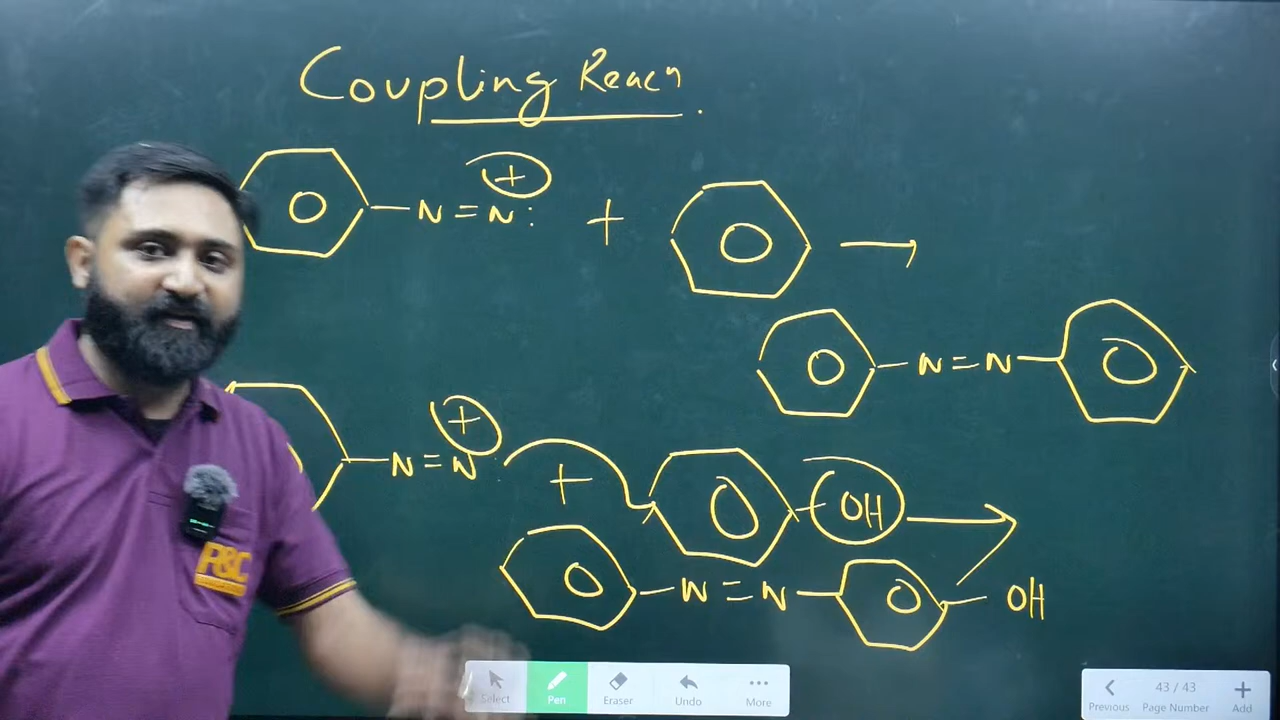 Coupling Reacn.
N=N: + + →
N=N
N=N + + OH →
N=N OH
P&C
Select Pen Eraser Undo More
Previous 43 / 43 Page Number Add